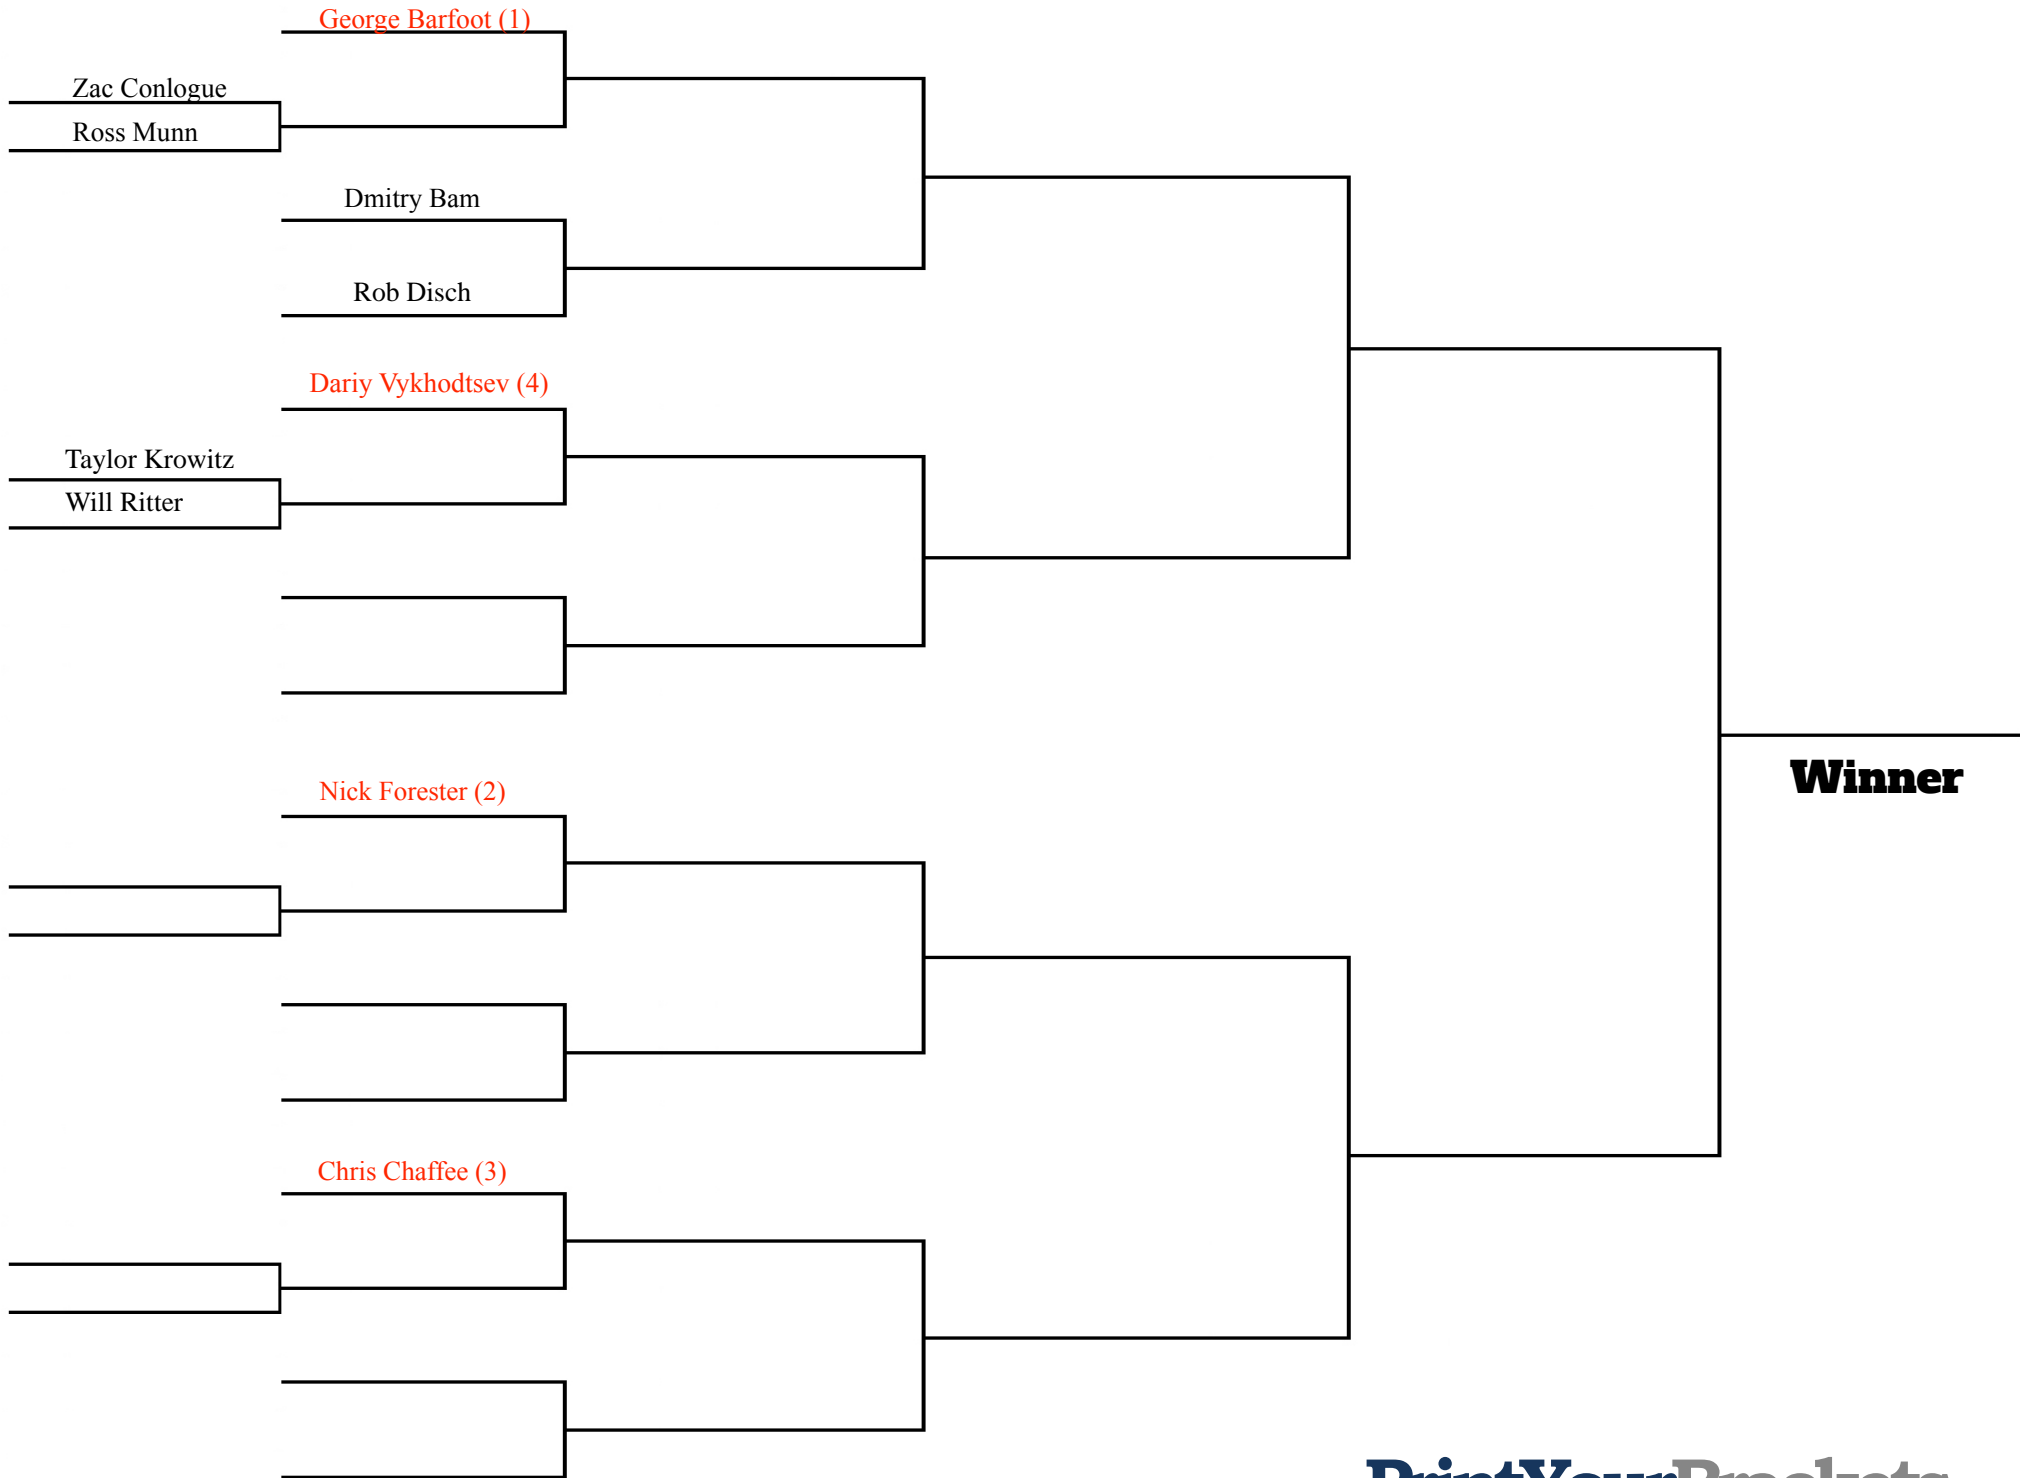 George Barfoot (1)
Zac Conlogue
Ross Munn
Dmitry Bam
Rob Disch
Dariy Vykhodtsev (4)
Taylor Krowitz
Will Ritter
Nick Forester (2)
Winner
Chris Chaffee (3)
PrintYourBrackets